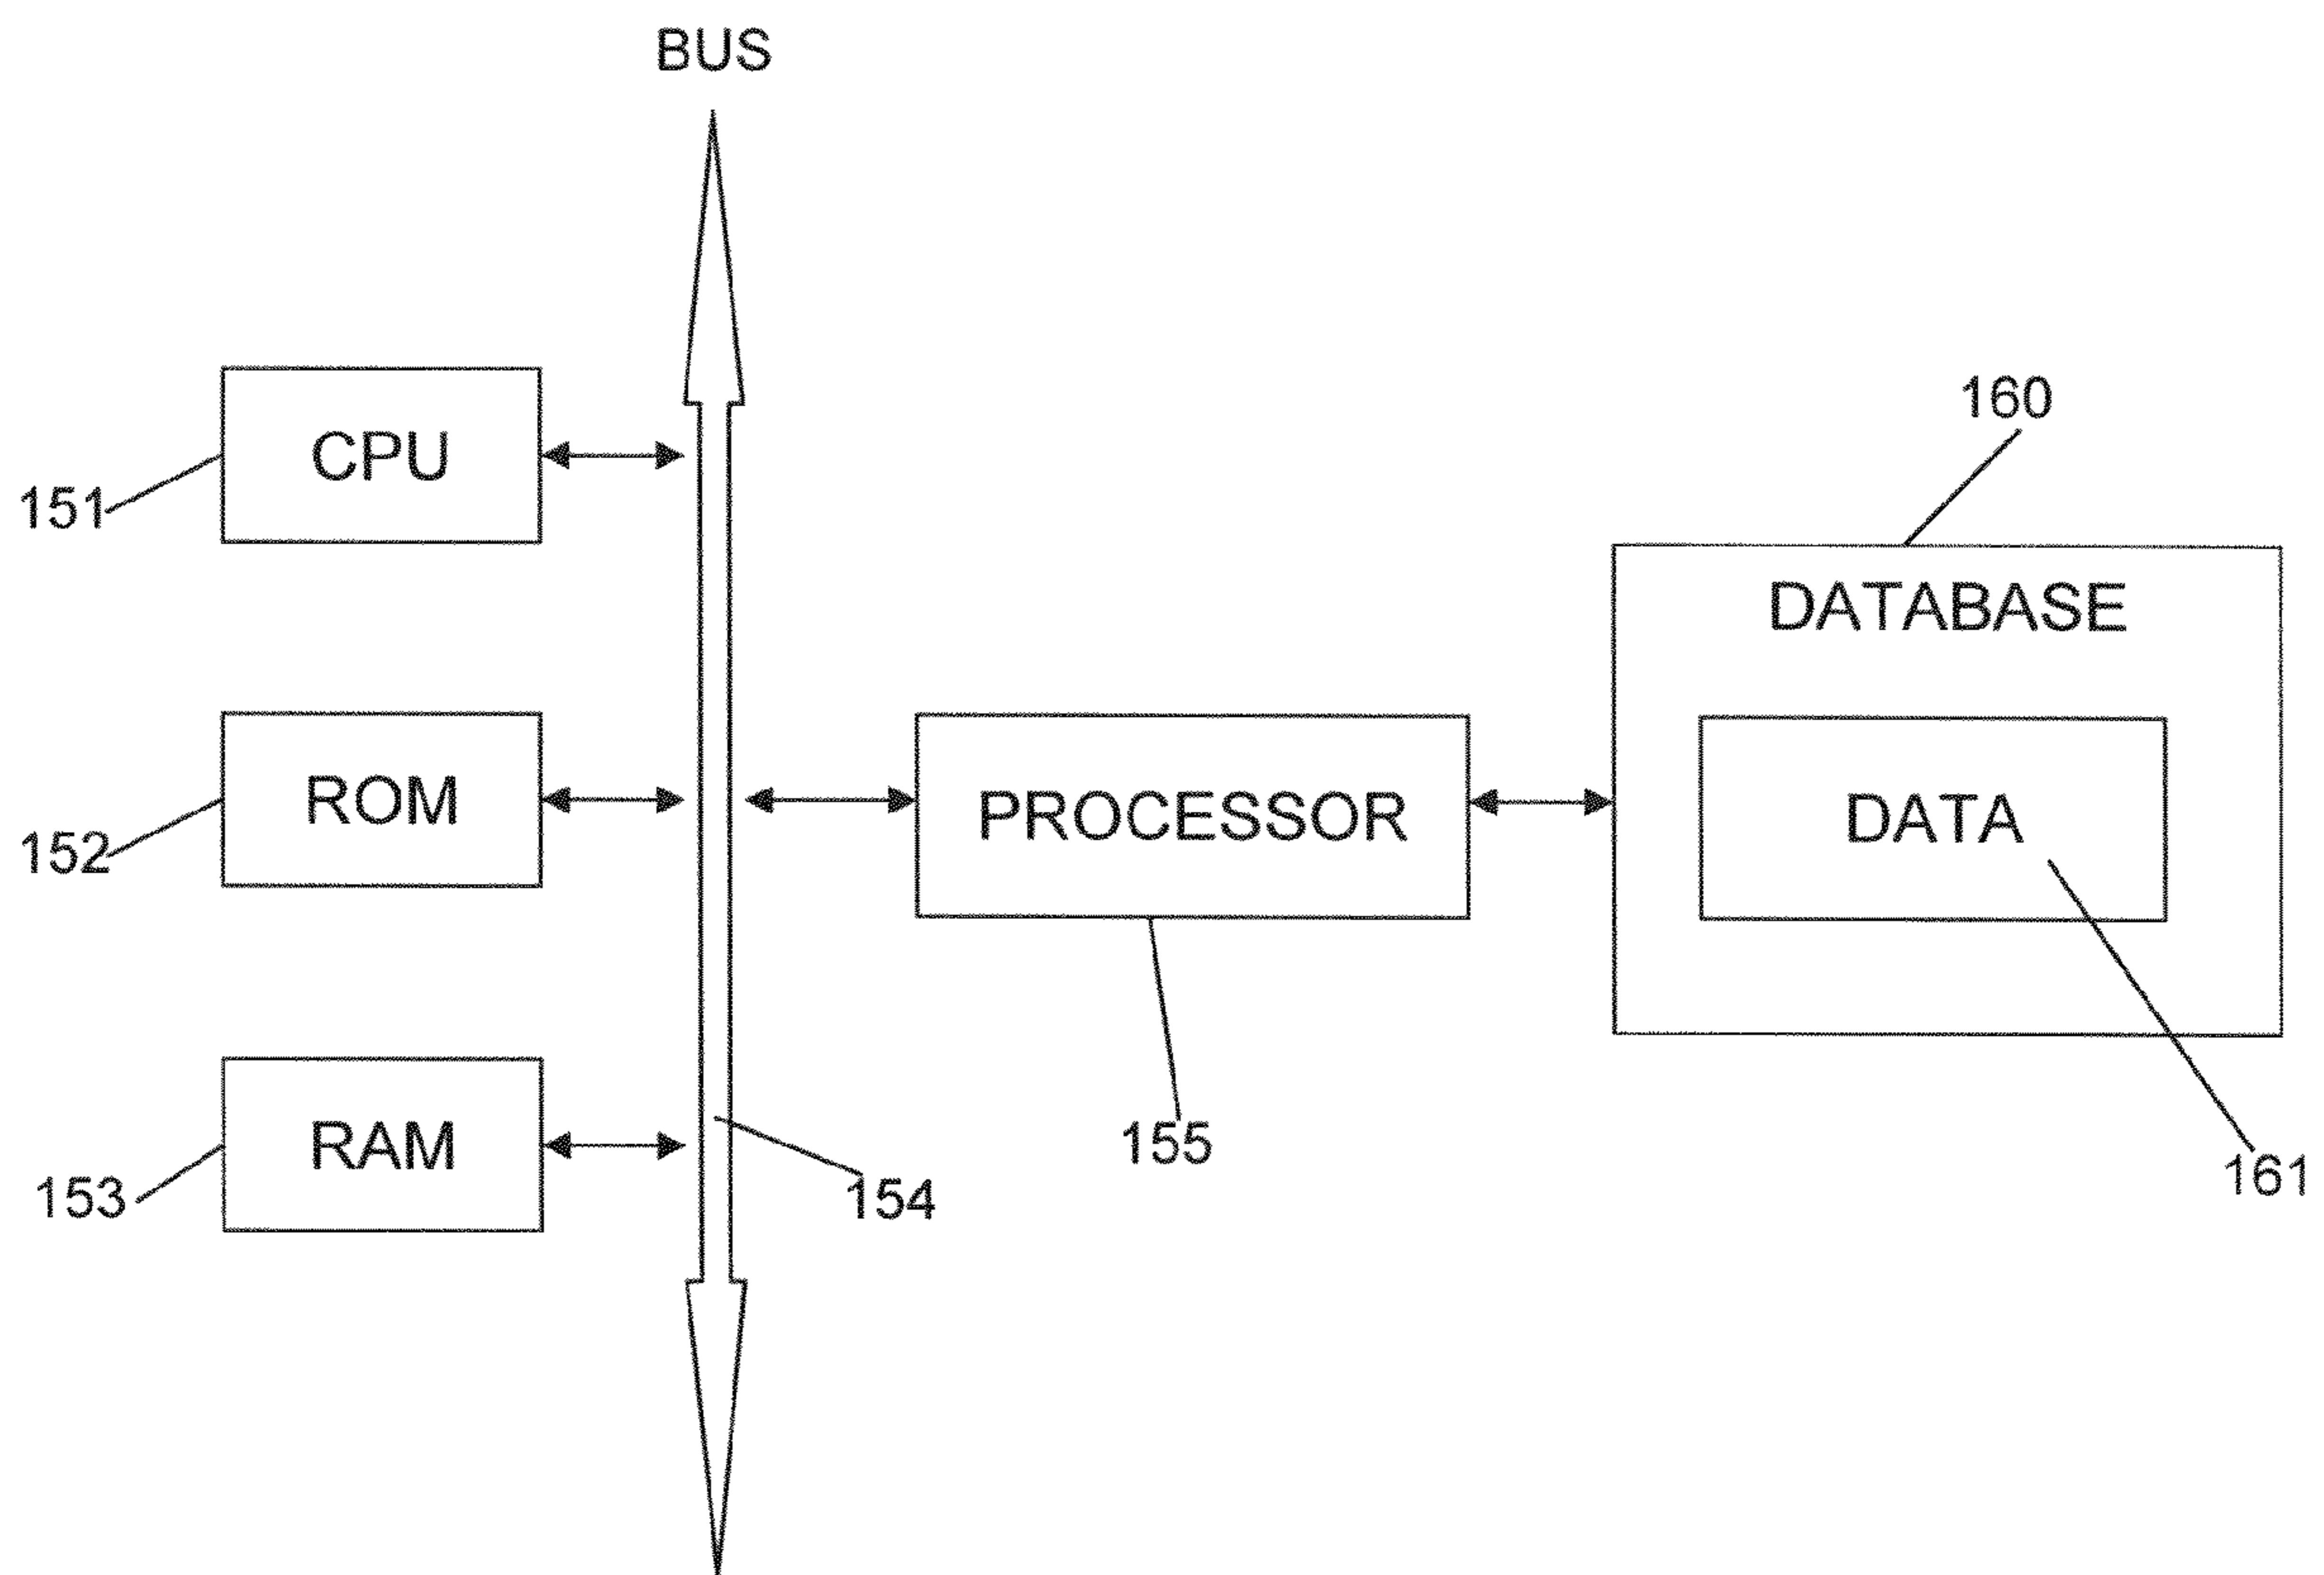 BUS
CPU
151
ROM
152
RAM
153
154
PROCESSOR
155
160
DATABASE
DATA
161